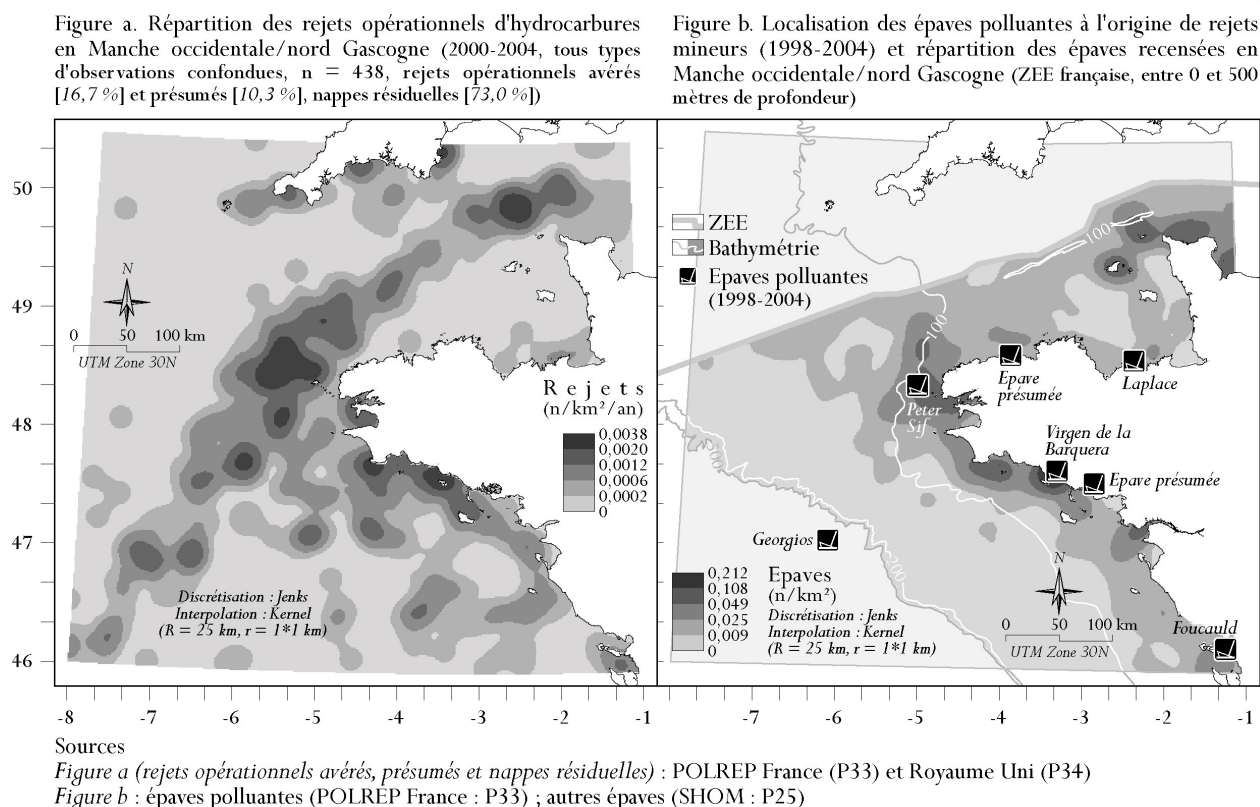 Figure a. Répartition des rejets opérationnels d'hydrocarbures
en Manche occidentale/nord Gascogne (2000-2004, tous types
d'observations confondues, n = 438, rejets opérationnels avérés
[16,7 %] et présumés [10,3 %], nappes résiduelles [73,0 %])
Figure b. Localisation des épaves polluantes à l'origine de rejets
mineurs (1998-2004) et répartition des épaves recensées en
Manche occidentale/nord Gascogne (ZEE française, entre 0 et 500
mètres de profondeur)
50
49
48
47
46
N
0 50 100 km
UTM Zone 30N
Rejets
(n/km²/an)
0,0038
0,0020
0,0012
0,0006
0,0002
0
Discrétisation : Jenks
Interpolation : Kernel
(R = 25 km, r = 1*1 km)
-8 -7 -6 -5 -4 -3 -2 -1
ZEE
Bathymétrie
Epaves polluantes
(1998-2004)
100
100
200
200
Epave
présumée
Laplace
Peter
Sif
Virgen de la
Barquera
Epave présumée
Georgios
Foucauld
0,212
0,108
0,049
0,025
0,009
0
Epaves
(n/km²)
Discrétisation : Jenks
Interpolation : Kernel
(R = 25 km, r = 1*1 km)
N
0 50 100 km
UTM Zone 30N
-7 -6 -5 -4 -3 -2 -1
Sources
Figure a (rejets opérationnels avérés, présumés et nappes résiduelles) : POLREP France (P33) et Royaume Uni (P34)
Figure b : épaves polluantes (POLREP France : P33) ; autres épaves (SHOM : P25)